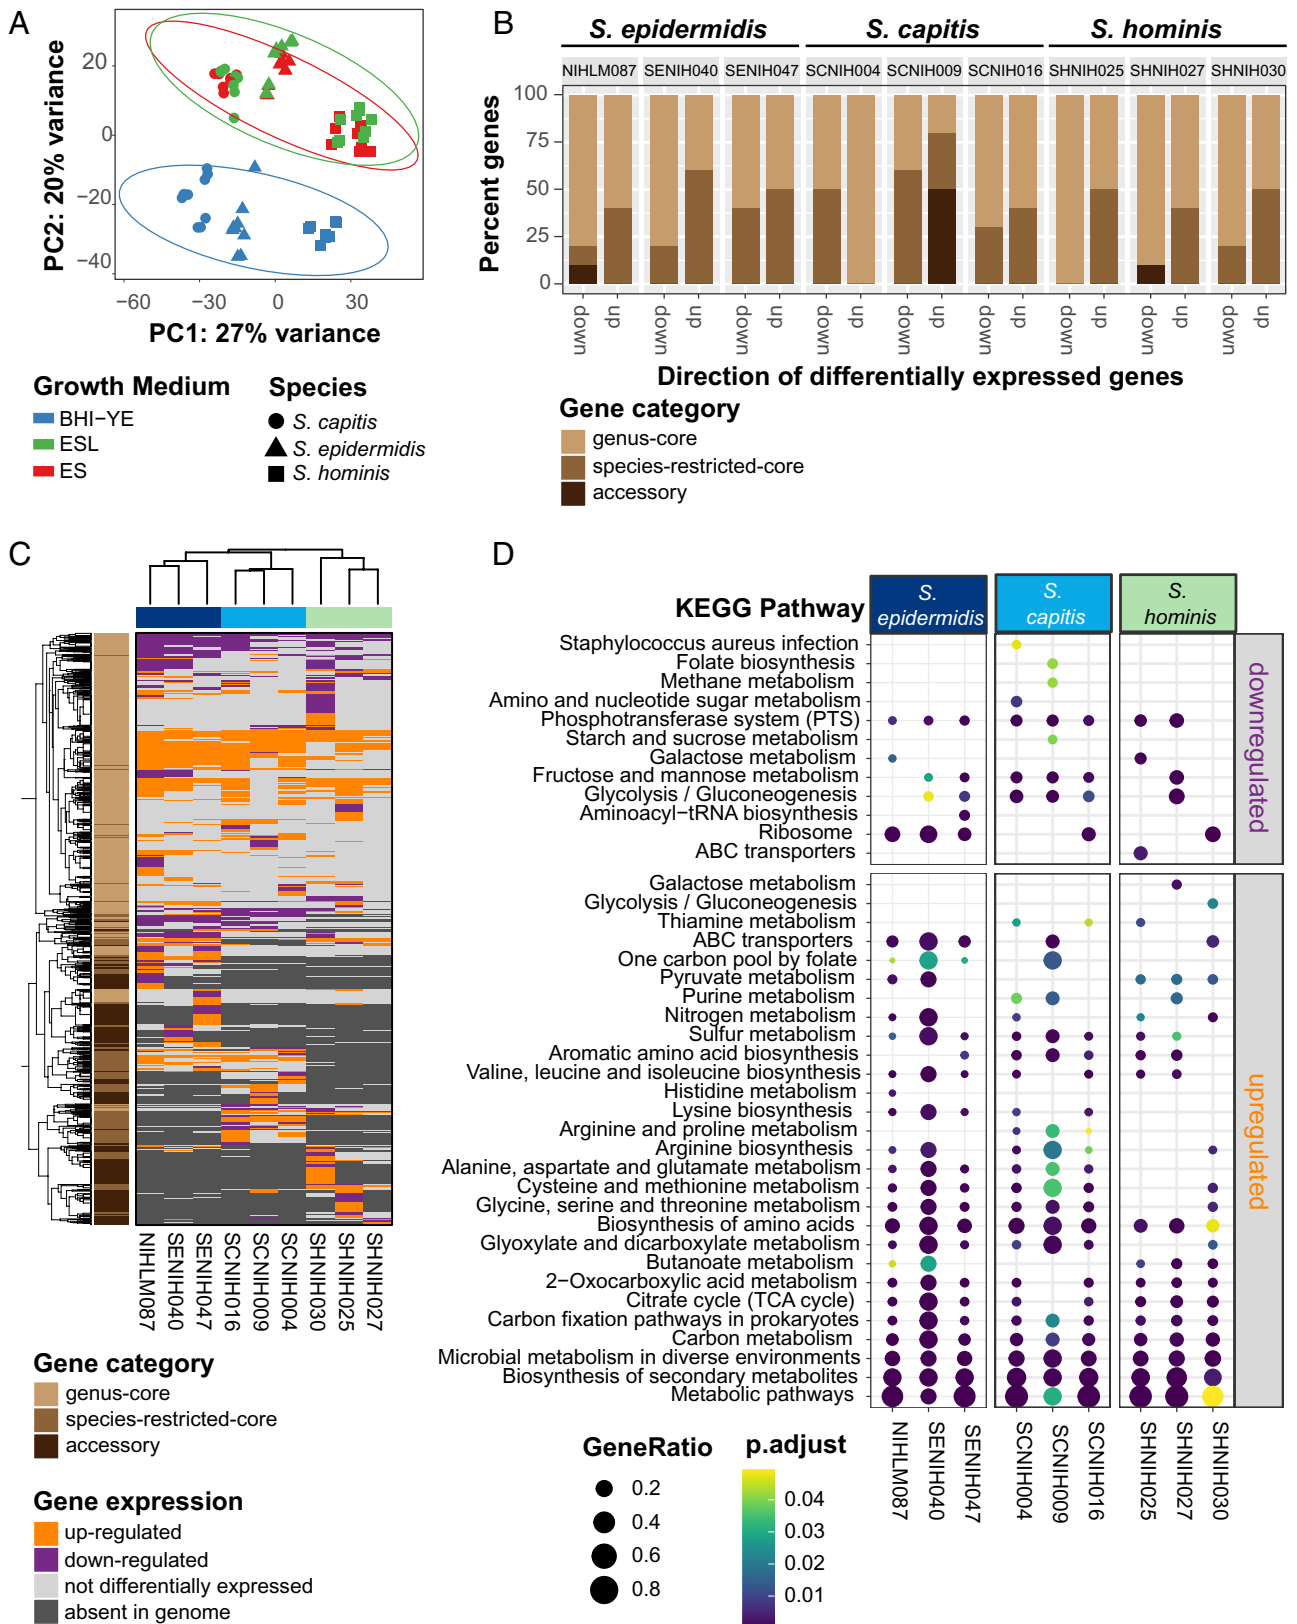 A
PC2: 20% variance
20
0
−20
−40
−60
−30
0
30
PC1: 27% variance
Growth Medium
BHI−YE
ESL
ES
Species
S. capitis
S. epidermidis
S. hominis
B
S. epidermidis
S. capitis
S. hominis
NIHLM087
SENIH040
SENIH047
SCNIH004
SCNIH009
SCNIH016
SHNIH025
SHNIH027
SHNIH030
Percent genes
100
75
50
25
0
down
up
down
up
down
up
down
up
down
up
down
up
down
up
down
up
down
up
Direction of differentially expressed genes
Gene category
genus-core
species-restricted-core
accessory
C
NIHLM087
SENIH040
SENIH047
SCNIH016
SCNIH009
SCNIH004
SHNIH030
SHNIH025
SHNIH027
Gene category
genus-core
species-restricted-core
accessory
Gene expression
up-regulated
down-regulated
not differentially expressed
absent in genome
D
KEGG Pathway
S. epidermidis
S. capitis
S. hominis
Staphylococcus aureus infection
Folate biosynthesis
Methane metabolism
Amino and nucleotide sugar metabolism
Phosphotransferase system (PTS)
Starch and sucrose metabolism
Galactose metabolism
Fructose and mannose metabolism
Glycolysis / Gluconeogenesis
Aminoacyl−tRNA biosynthesis
Ribosome
ABC transporters
downregulated
Galactose metabolism
Glycolysis / Gluconeogenesis
Thiamine metabolism
ABC transporters
One carbon pool by folate
Pyruvate metabolism
Purine metabolism
Nitrogen metabolism
Sulfur metabolism
Aromatic amino acid biosynthesis
Valine, leucine and isoleucine biosynthesis
Histidine metabolism
Lysine biosynthesis
Arginine and proline metabolism
Arginine biosynthesis
Alanine, aspartate and glutamate metabolism
Cysteine and methionine metabolism
Glycine, serine and threonine metabolism
Biosynthesis of amino acids
Glyoxylate and dicarboxylate metabolism
Butanoate metabolism
2−Oxocarboxylic acid metabolism
Citrate cycle (TCA cycle)
Carbon fixation pathways in prokaryotes
Carbon metabolism
Microbial metabolism in diverse environments
Biosynthesis of secondary metabolites
Metabolic pathways
upregulated
NIHLM087
SENIH040
SENIH047
SCNIH004
SCNIH009
SCNIH016
SHNIH025
SHNIH027
SHNIH030
GeneRatio
0.2
0.4
0.6
0.8
p.adjust
0.04
0.03
0.02
0.01